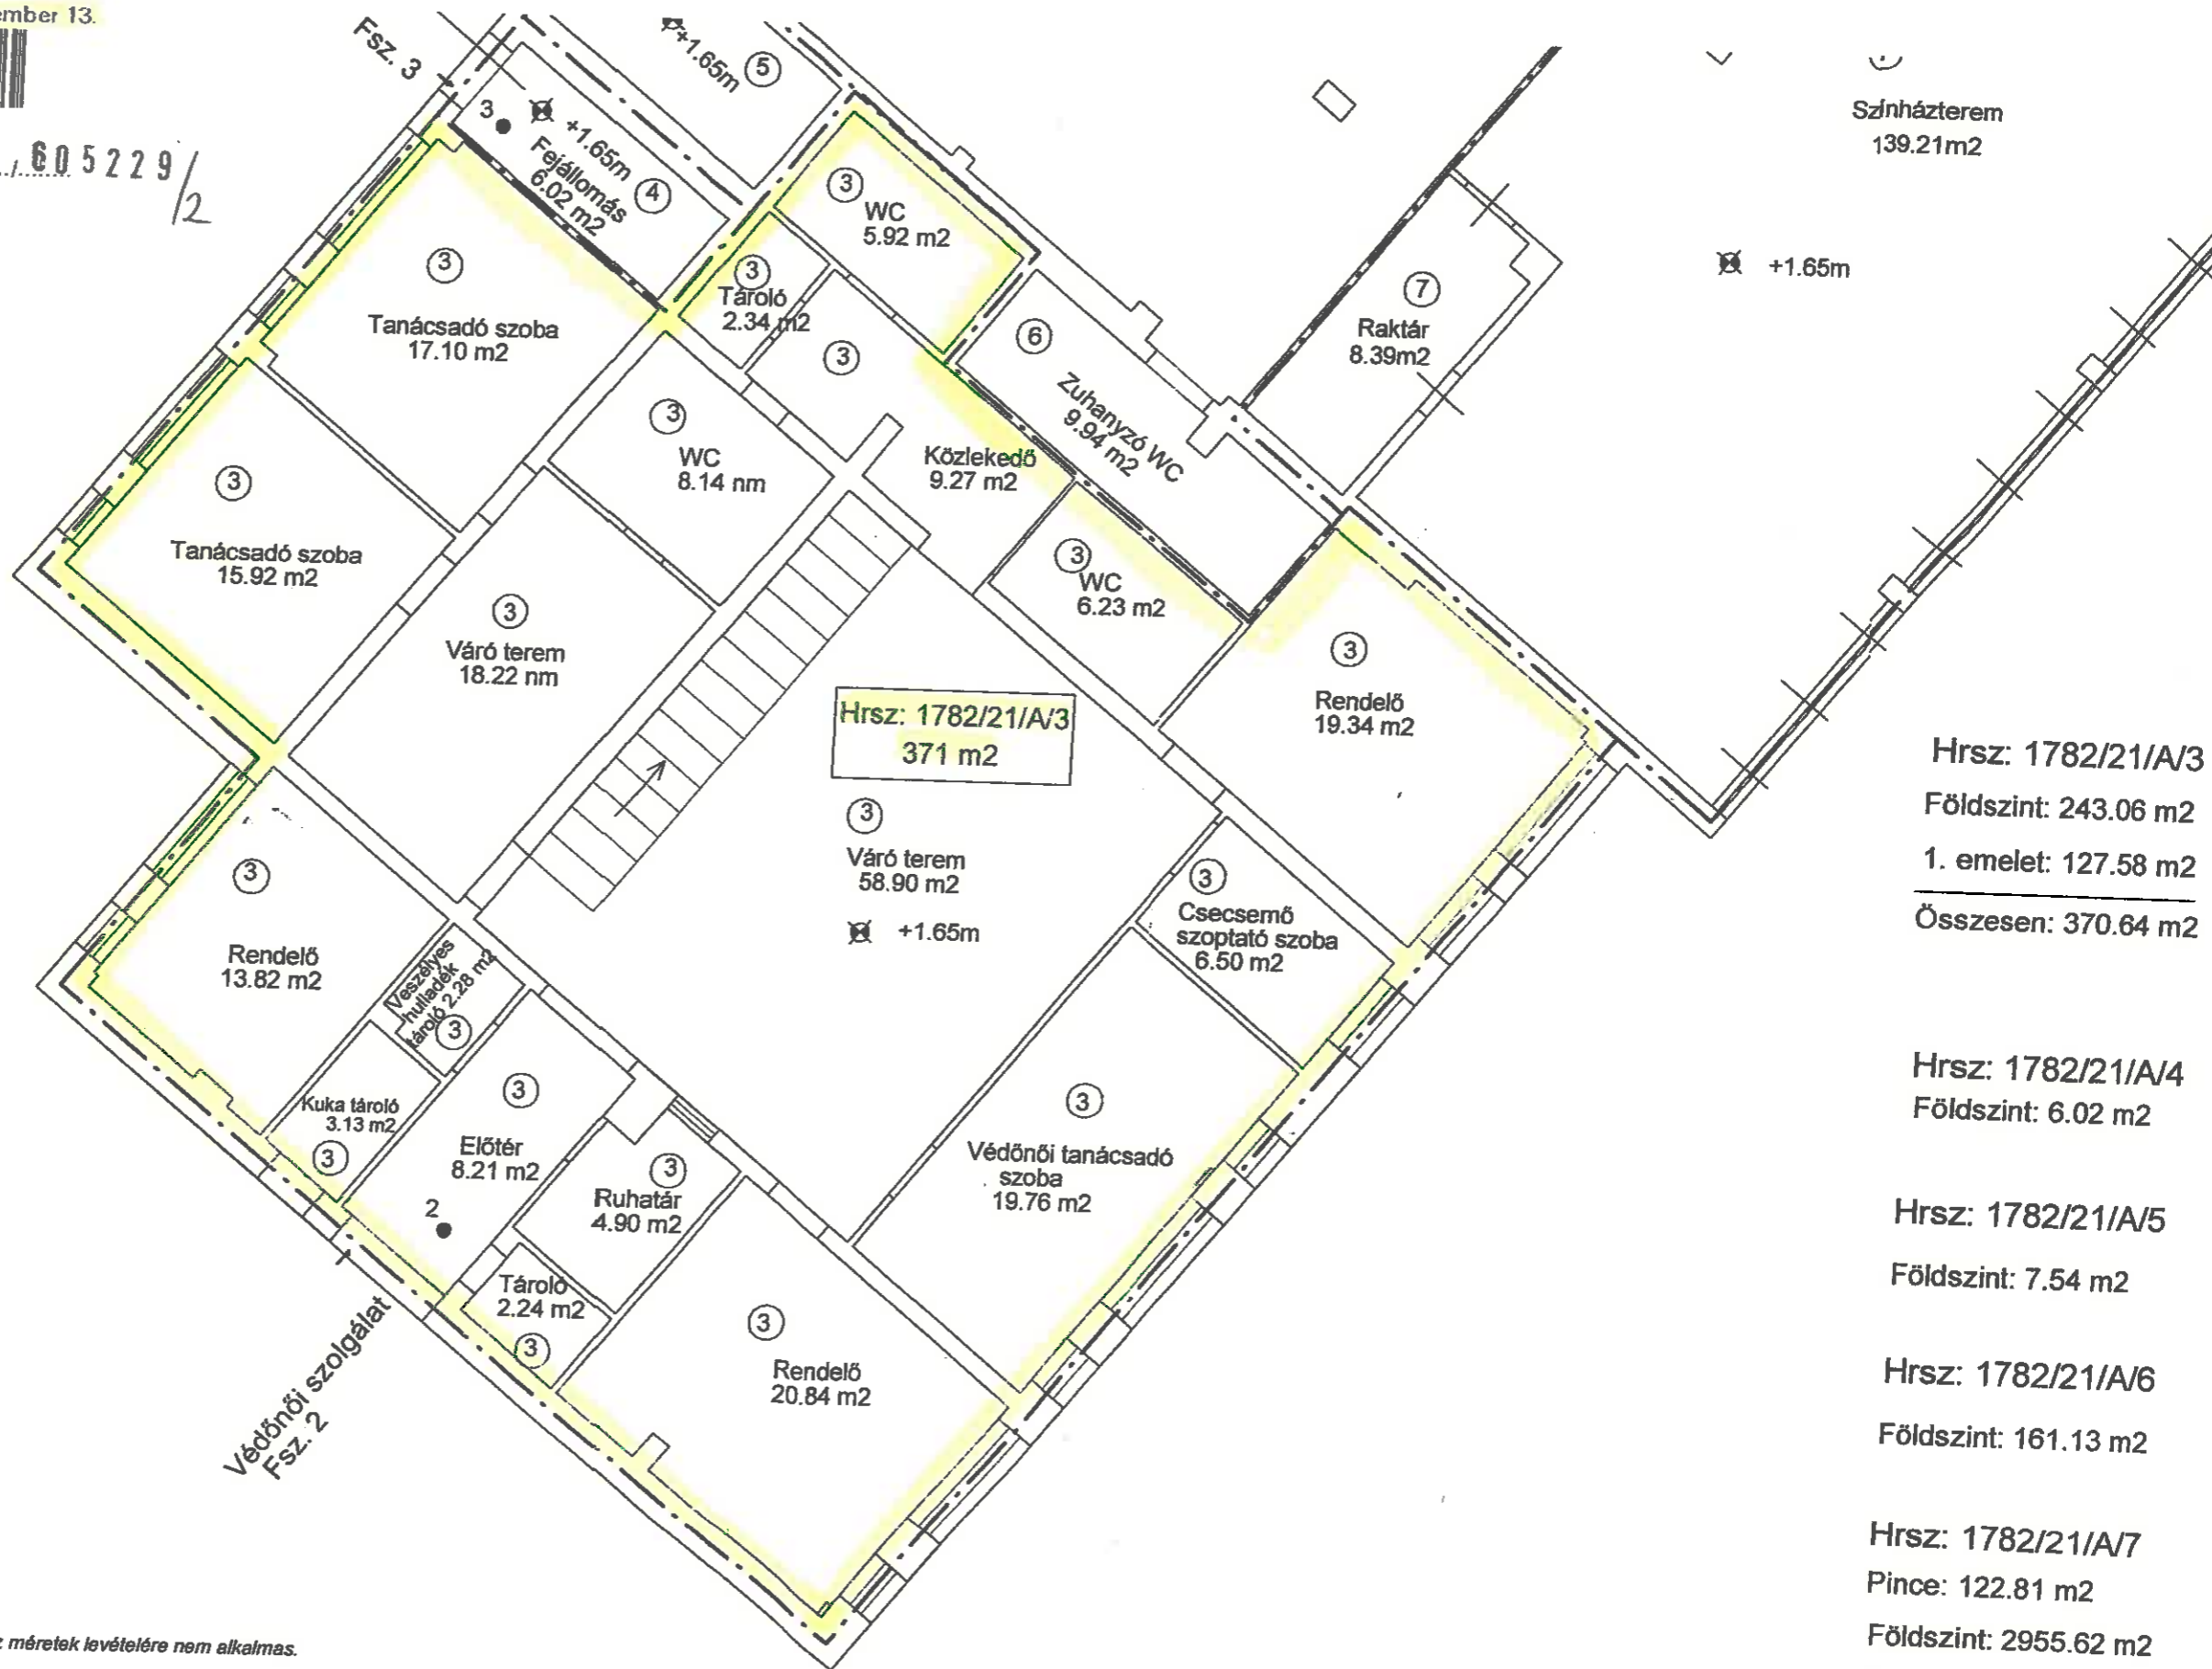 ember 13.
605229/2
Fsz. 3
+1.65m
5
3
+1.65m
Fejállomás
6.02 m2
4
Színházterem
139.21m2
+1.65m
3
WC
5.92 m2
3
Tanácsadó szoba
17.10 m2
3
Tároló
2.34 m2
3
6
Zuhanyzó WC
9.94 m2
7
Raktár
8.39m2
3
WC
8.14 nm
Közlekedő
9.27 m2
3
Tanácsadó szoba
15.92 m2
3
WC
6.23 m2
3
Váró terem
18.22 nm
3
Rendelő
19.34 m2
Hrsz: 1782/21/A/3
371 m2
3
Váró terem
58.90 m2
+1.65m
3
Csecsemő
szoptató szoba
6.50 m2
3
Rendelő
13.82 m2
Veszélyes
hulladék
tároló 2.28 m2
3
Kuka tároló
3.13 m2
3
3
Előtér
8.21 m2
2
3
Ruhatár
4.90 m2
3
Védőnői tanácsadó
szoba
19.76 m2
Tároló
2.24 m2
3
3
Rendelő
20.84 m2
Védőnői szolgálat
Fsz. 2
Hrsz: 1782/21/A/3
Földszint: 243.06 m2
1. emelet: 127.58 m2
Összesen: 370.64 m2
Hrsz: 1782/21/A/4
Földszint: 6.02 m2
Hrsz: 1782/21/A/5
Földszint: 7.54 m2
Hrsz: 1782/21/A/6
Földszint: 161.13 m2
Hrsz: 1782/21/A/7
Pince: 122.81 m2
Földszint: 2955.62 m2
z méretek levételére nem alkalmas.